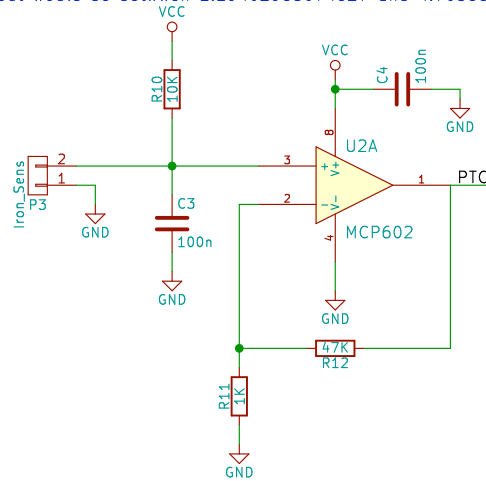 VCC
R10
10K
VCC
C4
100n
GND
8
U2A
Iron_Sens
2
1
P3
GND
3
+
V+
2
-
V-
1
PTC
MCP602
4
C3
100n
GND
GND
47K
R12
R11
1K
GND